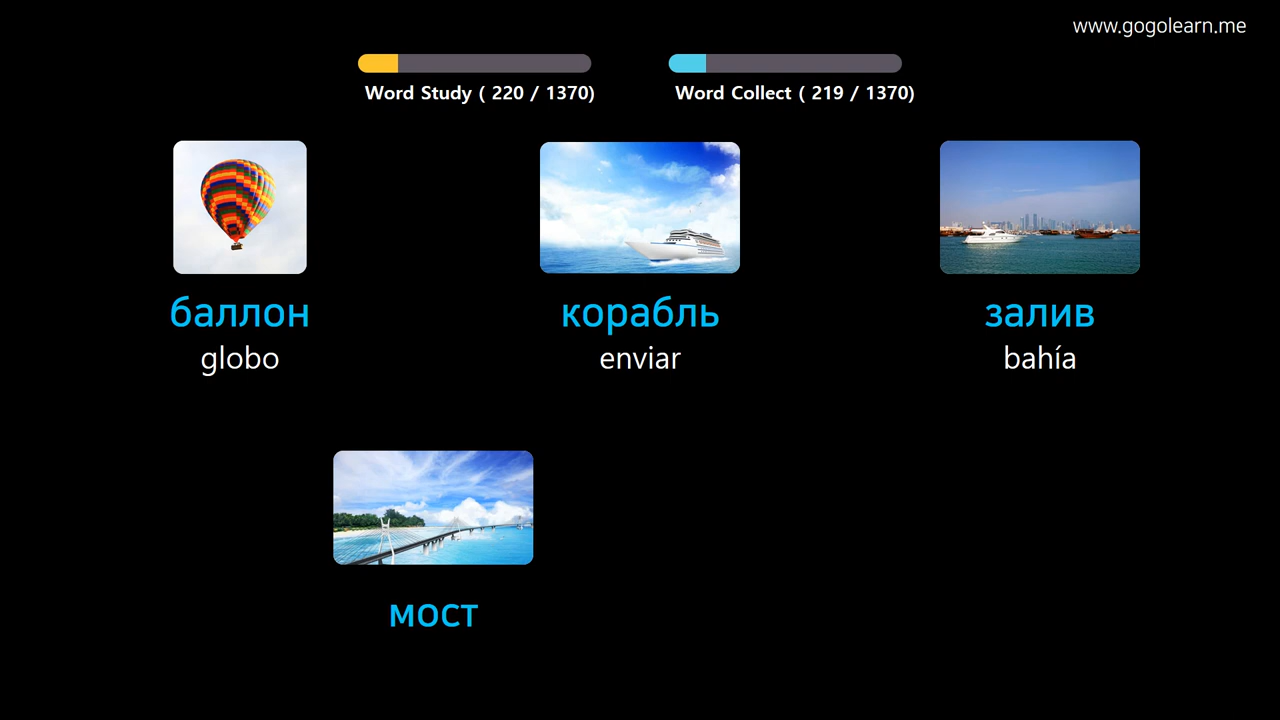 www.gogolearn.me
Word Study ( 220 / 1370)
Word Collect ( 219 / 1370)
баллон
корабль
залив
globo
enviar
bahía
мост